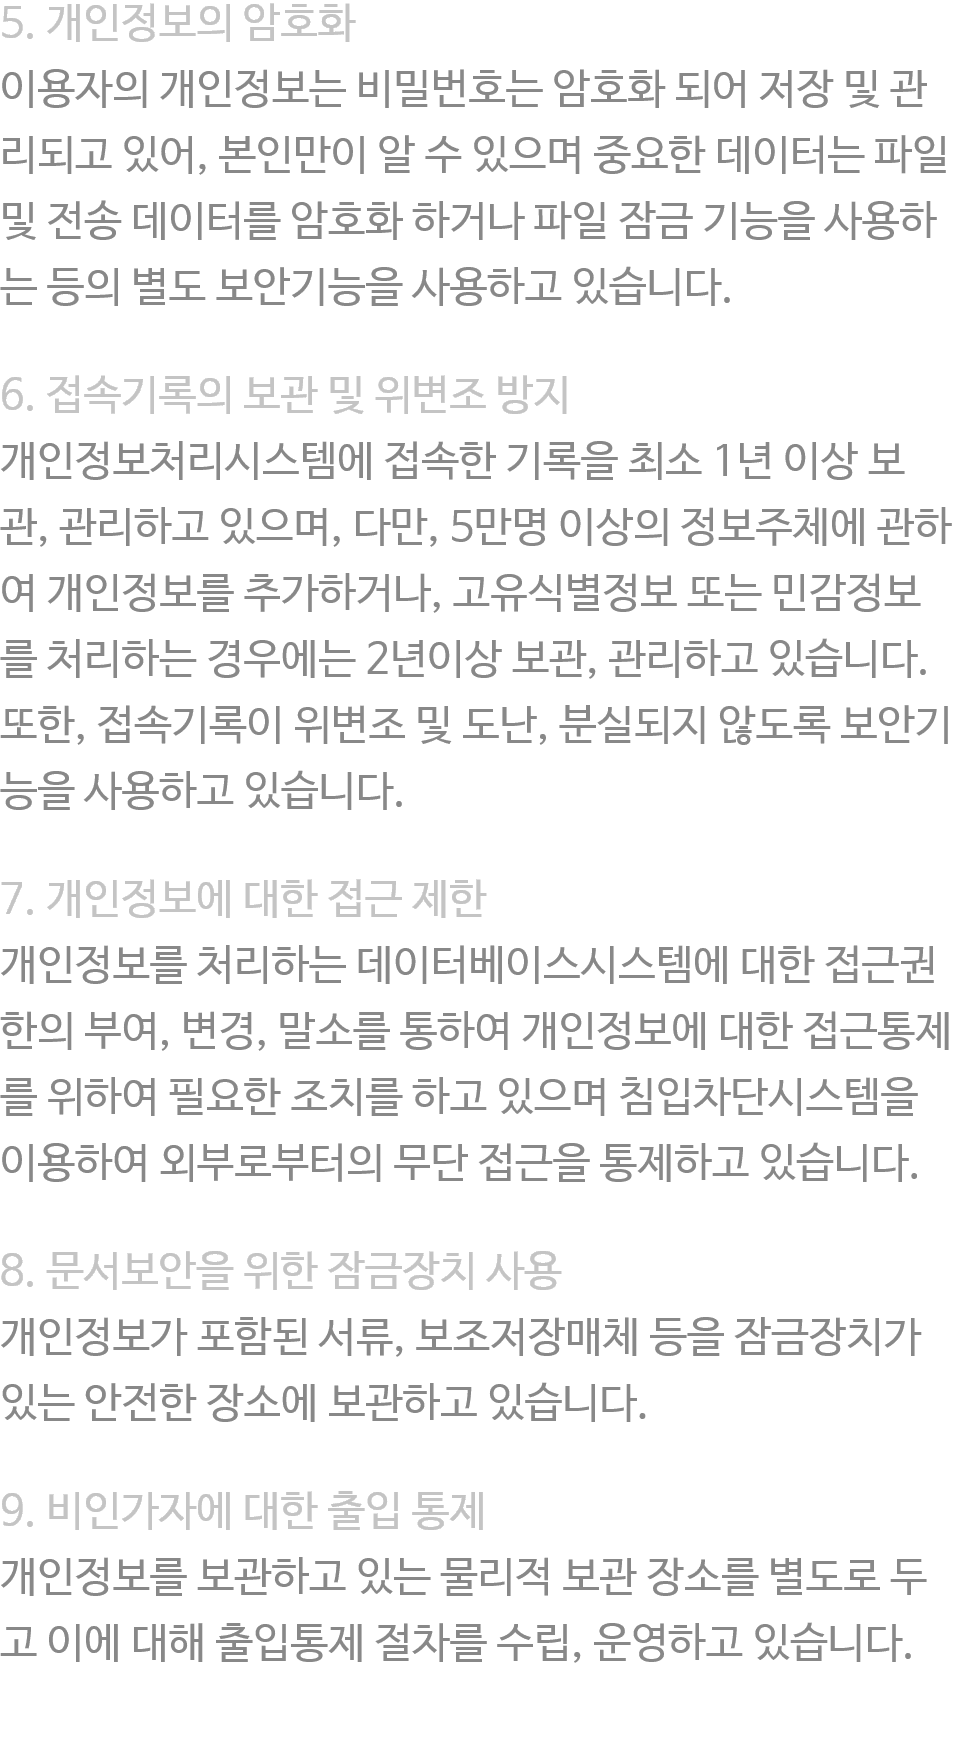 5. 개인정보의 암호화
이용자의 개인정보는 비밀번호는 암호화 되어 저장 및 관
리되고 있어, 본인만이 알 수 있으며 중요한 데이터는 파일
및 전송 데이터를 암호화 하거나 파일 잠금 기능을 사용하
는 등의 별도 보안기능을 사용하고 있습니다.
6. 접속기록의 보관 및 위변조 방지
개인정보처리시스템에 접속한 기록을 최소 1년 이상 보
관, 관리하고 있으며, 다만, 5만명 이상의 정보주체에 관하
여 개인정보를 추가하거나, 고유식별정보 또는 민감정보
를 처리하는 경우에는 2년이상 보관, 관리하고 있습니다.
또한, 접속기록이 위변조 및 도난, 분실되지 않도록 보안기
능을 사용하고 있습니다.
7. 개인정보에 대한 접근 제한
개인정보를 처리하는 데이터베이스시스템에 대한 접근권
한의 부여, 변경, 말소를 통하여 개인정보에 대한 접근통제
를 위하여 필요한 조치를 하고 있으며 침입차단시스템을
이용하여 외부로부터의 무단 접근을 통제하고 있습니다.
8. 문서보안을 위한 잠금장치 사용
개인정보가 포함된 서류, 보조저장매체 등을 잠금장치가
있는 안전한 장소에 보관하고 있습니다.
9. 비인가자에 대한 출입 통제
개인정보를 보관하고 있는 물리적 보관 장소를 별도로 두
고 이에 대해 출입통제 절차를 수립, 운영하고 있습니다.